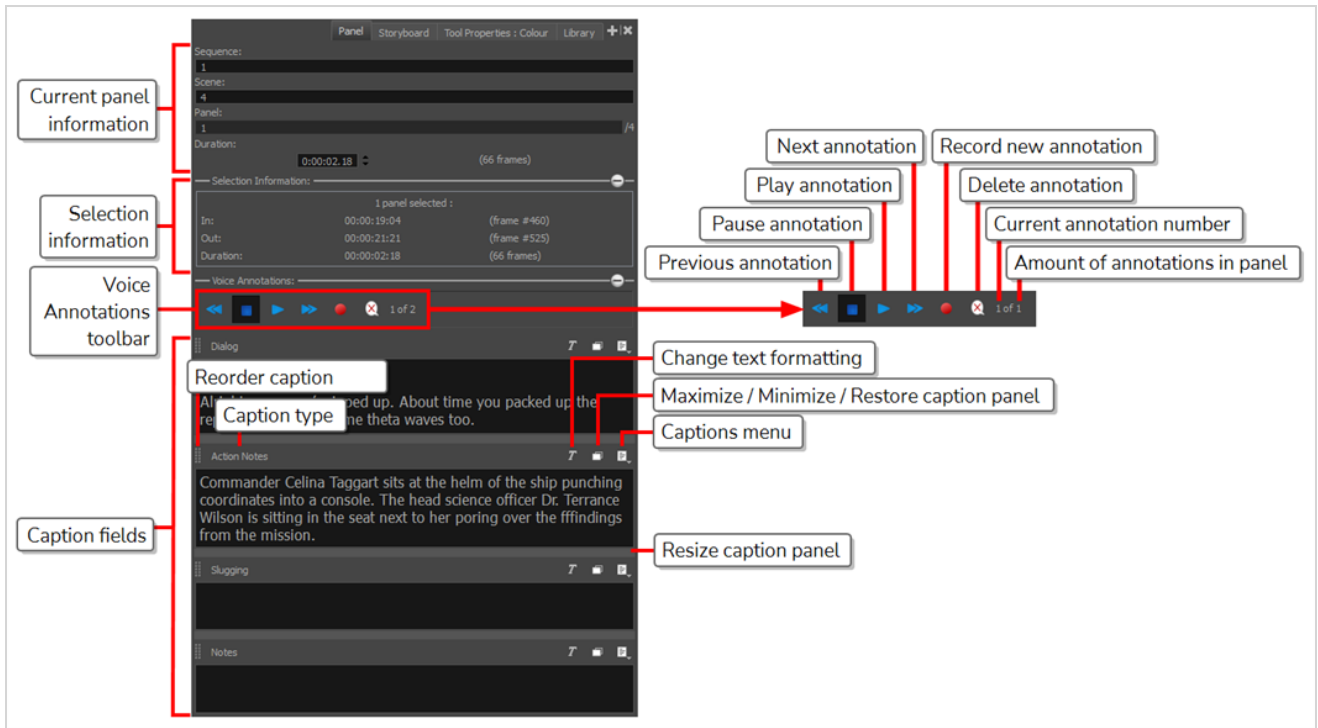 Panel
Storyboard
Tool Properties : Colour
Library
Sequence:
1
Scene:
4
Panel:
1
/4
Duration:
0:00:02.18
(66 frames)
Selection Information:
1 panel selected :
In:
00:00:19:04
(frame #460)
Out:
00:00:21:21
(frame #525)
Duration:
00:00:02:18
(66 frames)
Voice Annotations:
1 of 2
Dialog
ped up. About time you packed up the
me theta waves too.
Action Notes
Commander Celina Taggart sits at the helm of the ship punching
coordinates into a console. The head science officer Dr. Terrance
Wilson is sitting in the seat next to her poring over the fffindings
from the mission.
Slugging
Notes
Current panel
information
Selection
information
Voice
Annotations
toolbar
Reorder caption
Caption type
Caption fields
Next annotation
Record new annotation
Play annotation
Delete annotation
Pause annotation
Current annotation number
Previous annotation
Amount of annotations in panel
1 of 1
Change text formatting
Maximize / Minimize / Restore caption panel
Captions menu
Resize caption panel